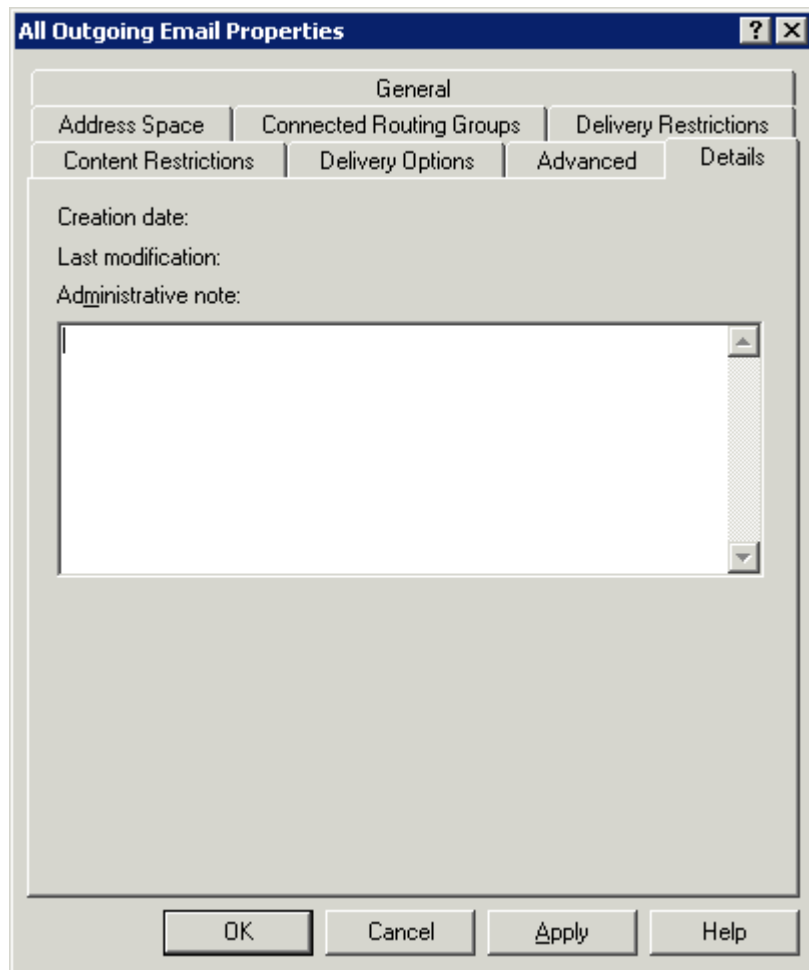 All Outgoing Email Properties
General
Address Space Connected Routing Groups Delivery Restrictions
Content Restrictions Delivery Options Advanced Details
Creation date:
Last modification:
Administrative note:
OK Cancel Apply Help